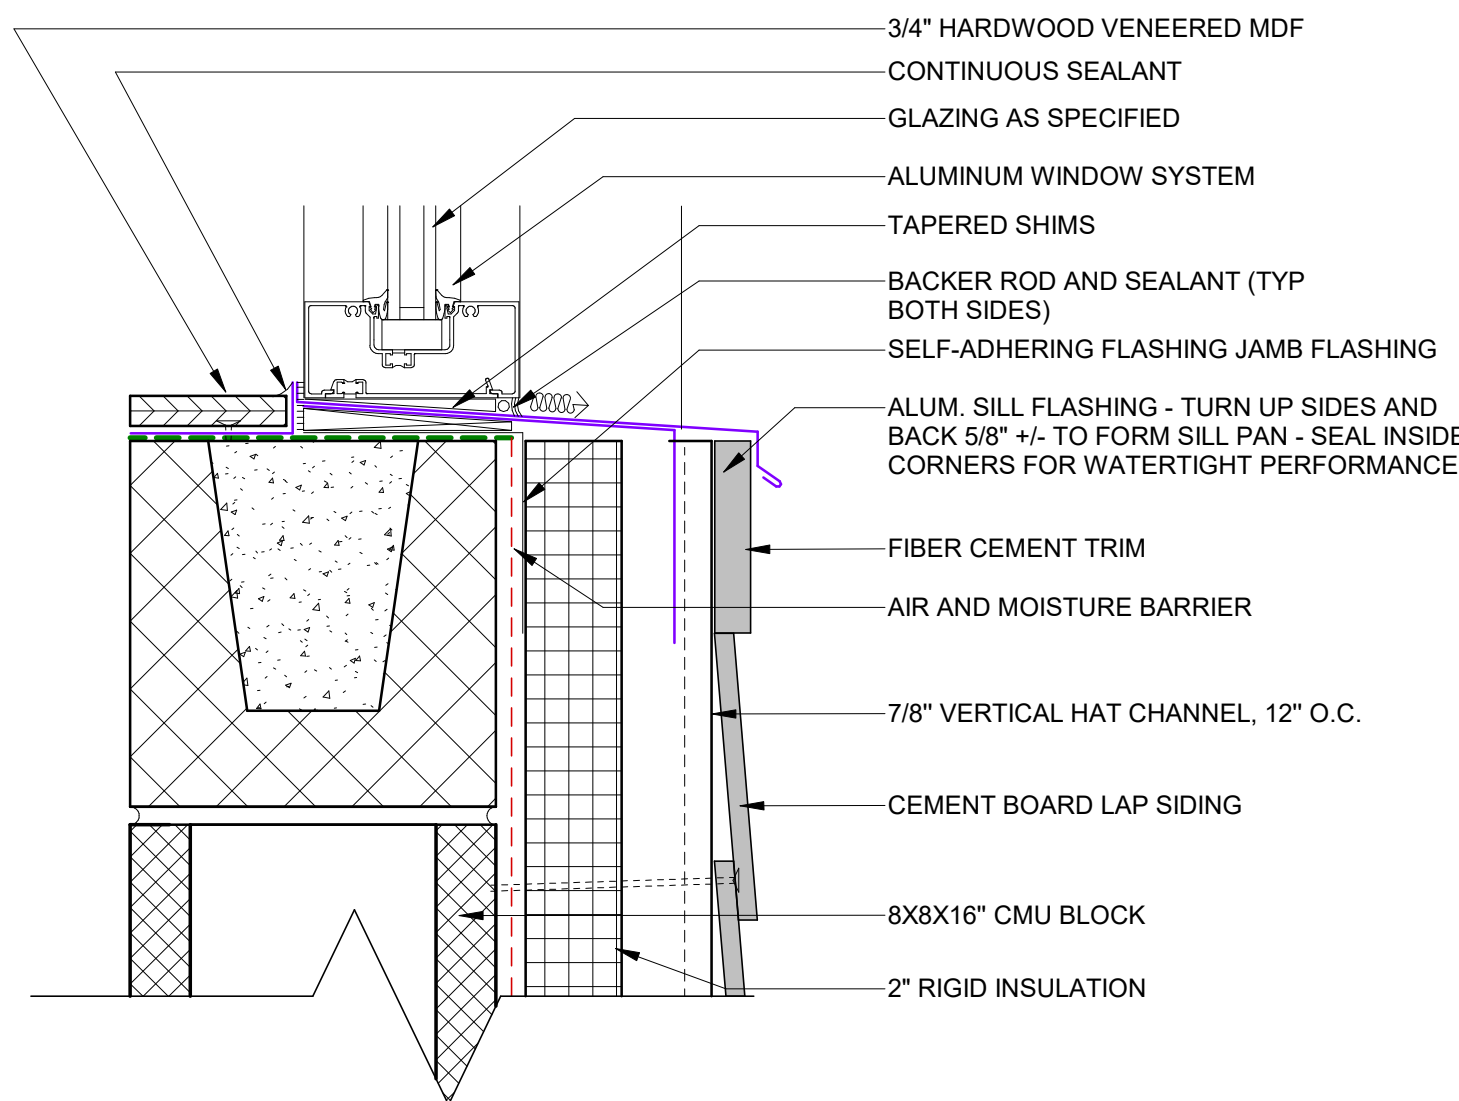 3/4" HARDWOOD VENEERED MDF
CONTINUOUS SEALANT
GLAZING AS SPECIFIED
ALUMINUM WINDOW SYSTEM
TAPERED SHIMS
BACKER ROD AND SEALANT (TYP
BOTH SIDES)
SELF-ADHERING FLASHING JAMB FLASHING
ALUM. SILL FLASHING - TURN UP SIDES AND
BACK 5/8" +/- TO FORM SILL PAN - SEAL INSIDE
CORNERS FOR WATERTIGHT PERFORMANCE
FIBER CEMENT TRIM
AIR AND MOISTURE BARRIER
7/8" VERTICAL HAT CHANNEL, 12" O.C.
CEMENT BOARD LAP SIDING
8X8X16" CMU BLOCK
2" RIGID INSULATION